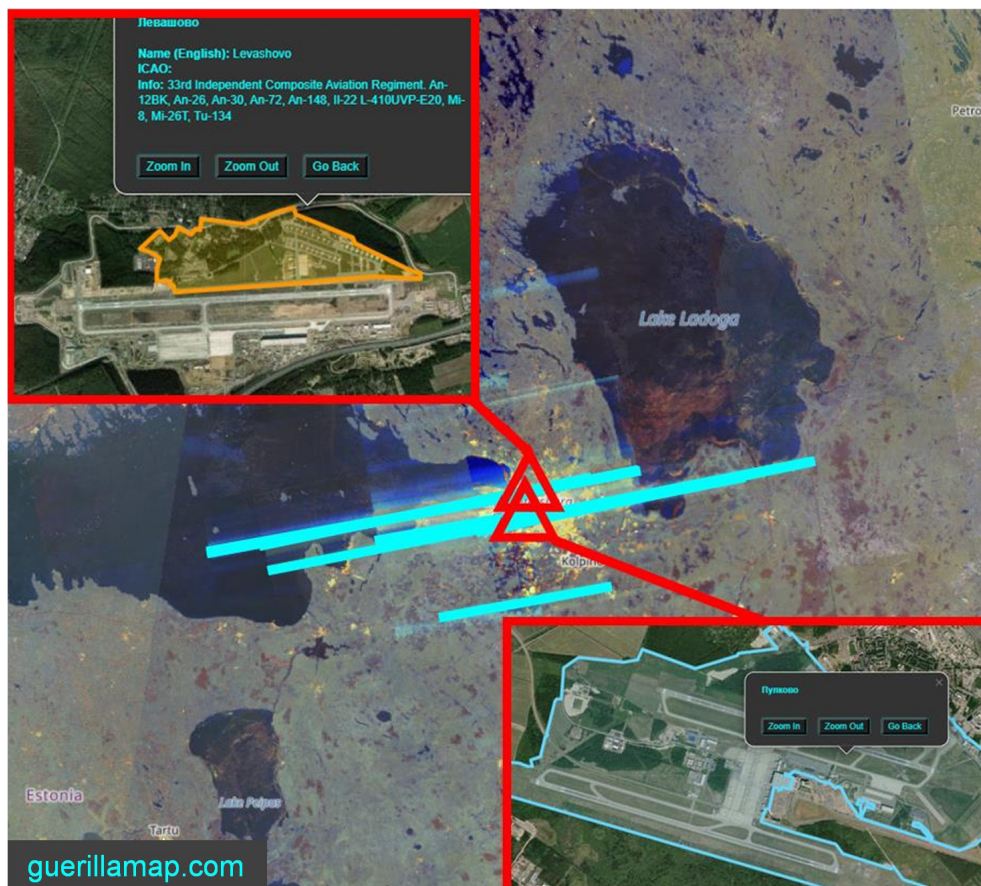 Левашово
Name (English): Levashovo
ICAO:
Info: 33rd Independent Composite Aviation Regiment. An-
12BK, An-26, An-30, An-72, An-148, Il-22 L-410UVP-E20, Mi-
8, Mi-26T, Tu-134
Zoom In Zoom Out Go Back
Petro
Lake Ladoga
Kolpino
Пулково
×
Zoom In Zoom Out Go Back
Estonia
Lake Peipus
Tartu
guerillamap.com